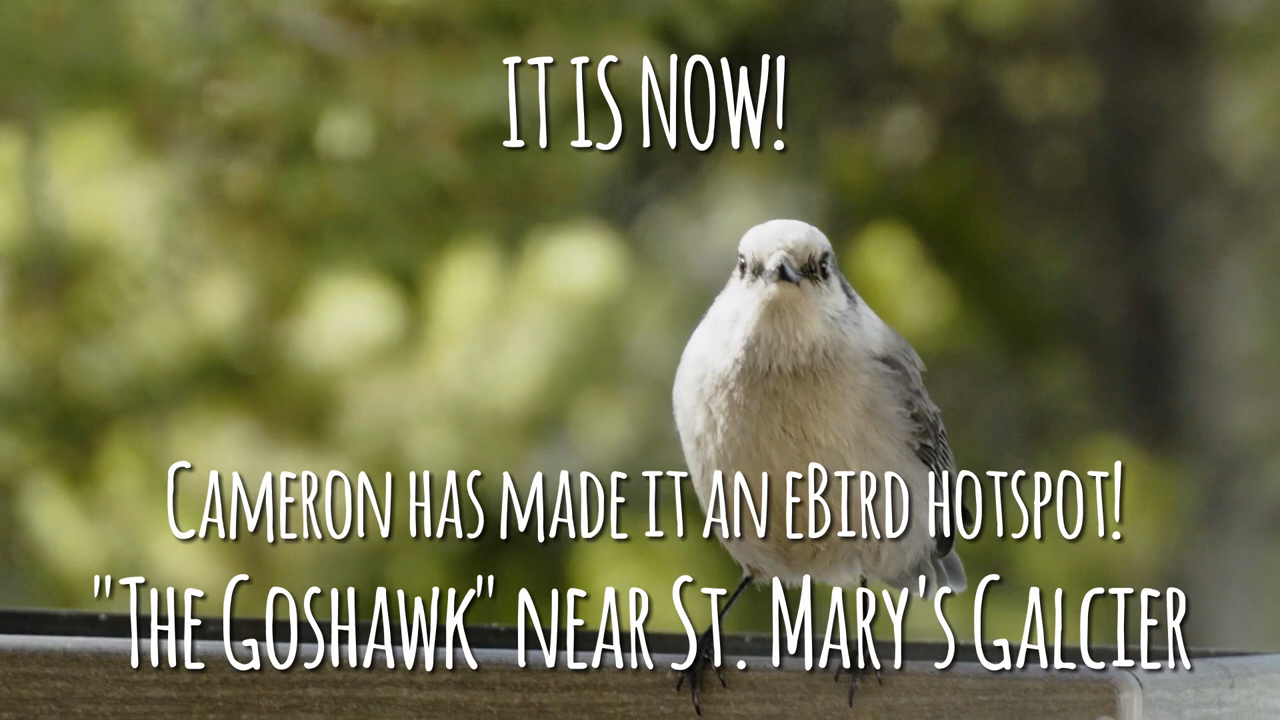 IT IS NOW!
Cameron has made it an eBird hotspot!
"The Goshawk" near St. Mary's Galcier